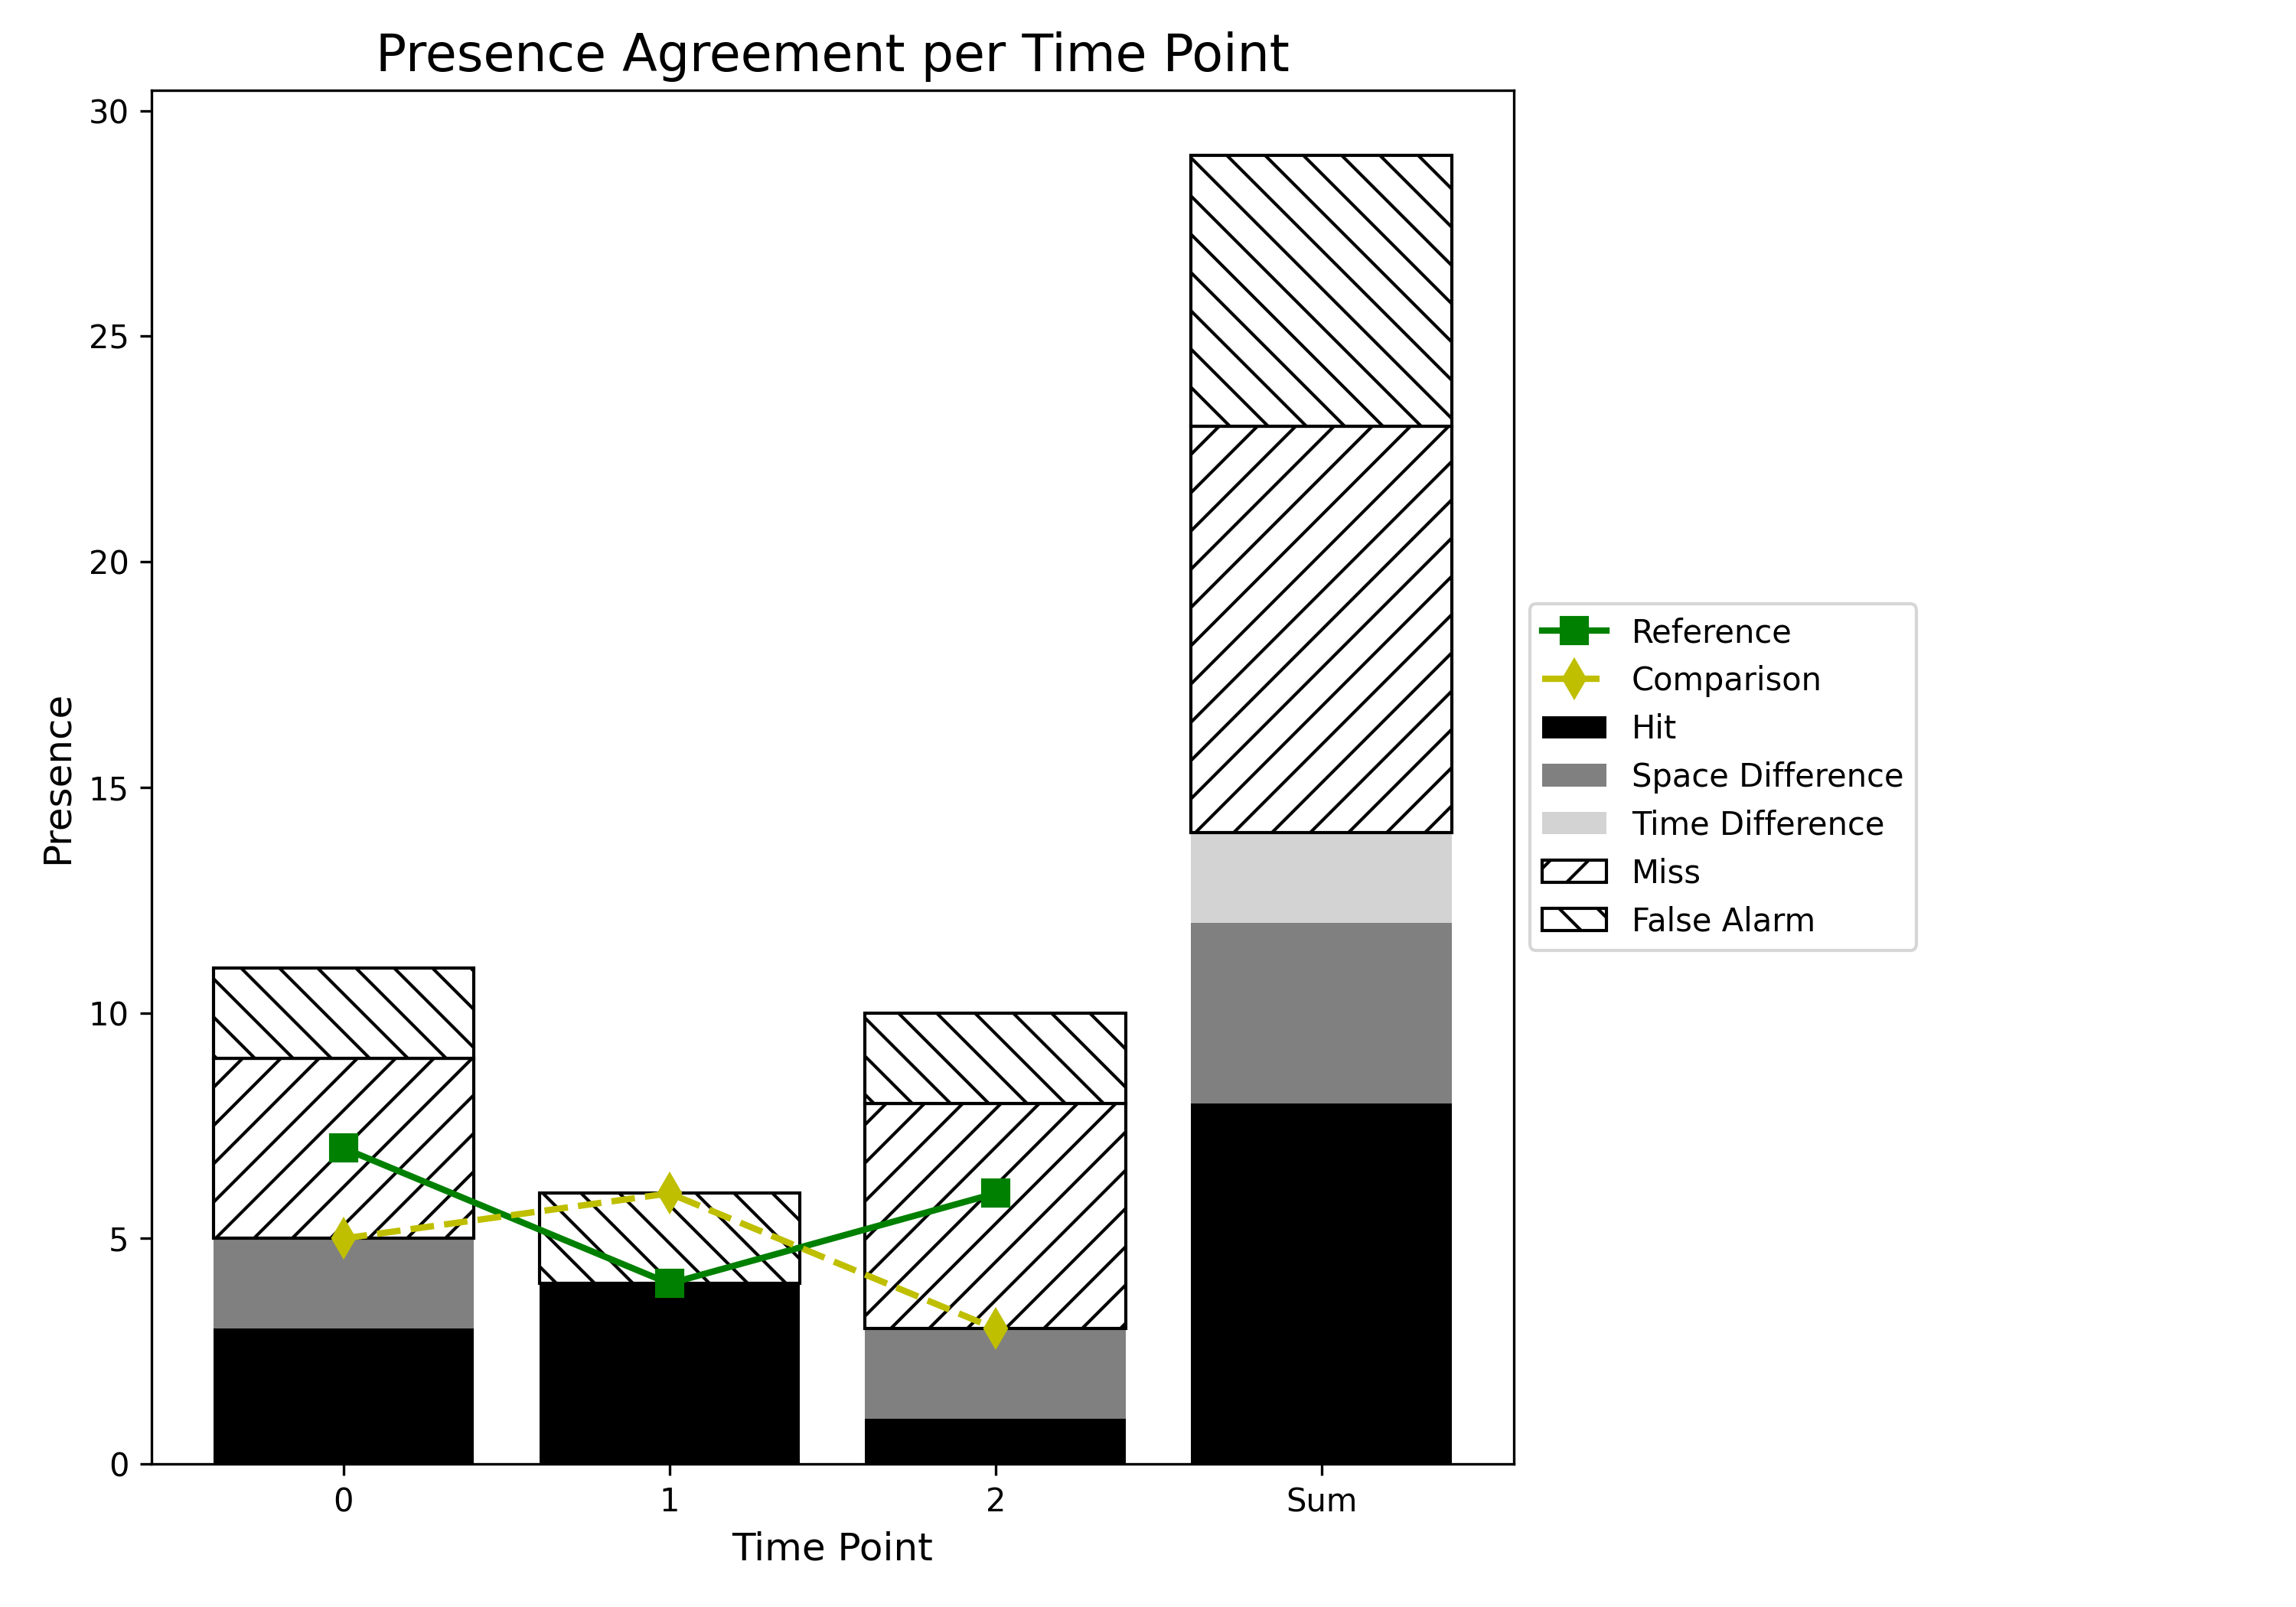 Presence Agreement per Time Point
30
25
20
15
10
5
0
Presence
0 1 2 Sum
Time Point
Reference
Comparison
Hit
Space Difference
Time Difference
Miss
False Alarm